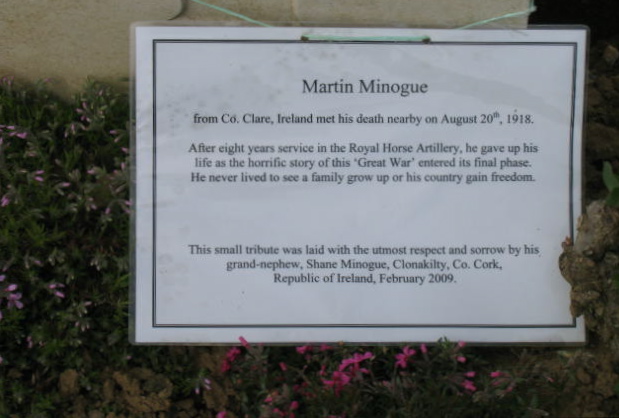 Martin Minogue
from Co. Clare, Ireland met his death nearby on August 20th, 1918.
After eight years service in the Royal Horse Artillery, he gave up his
life as the horrific story of this 'Great War' entered its final phase.
He never lived to see a family grow up or his country gain freedom.
This small tribute was laid with the utmost respect and sorrow by his
grand-nephew, Shane Minogue, Clonakilty, Co. Cork,
Republic of Ireland, February 2009.